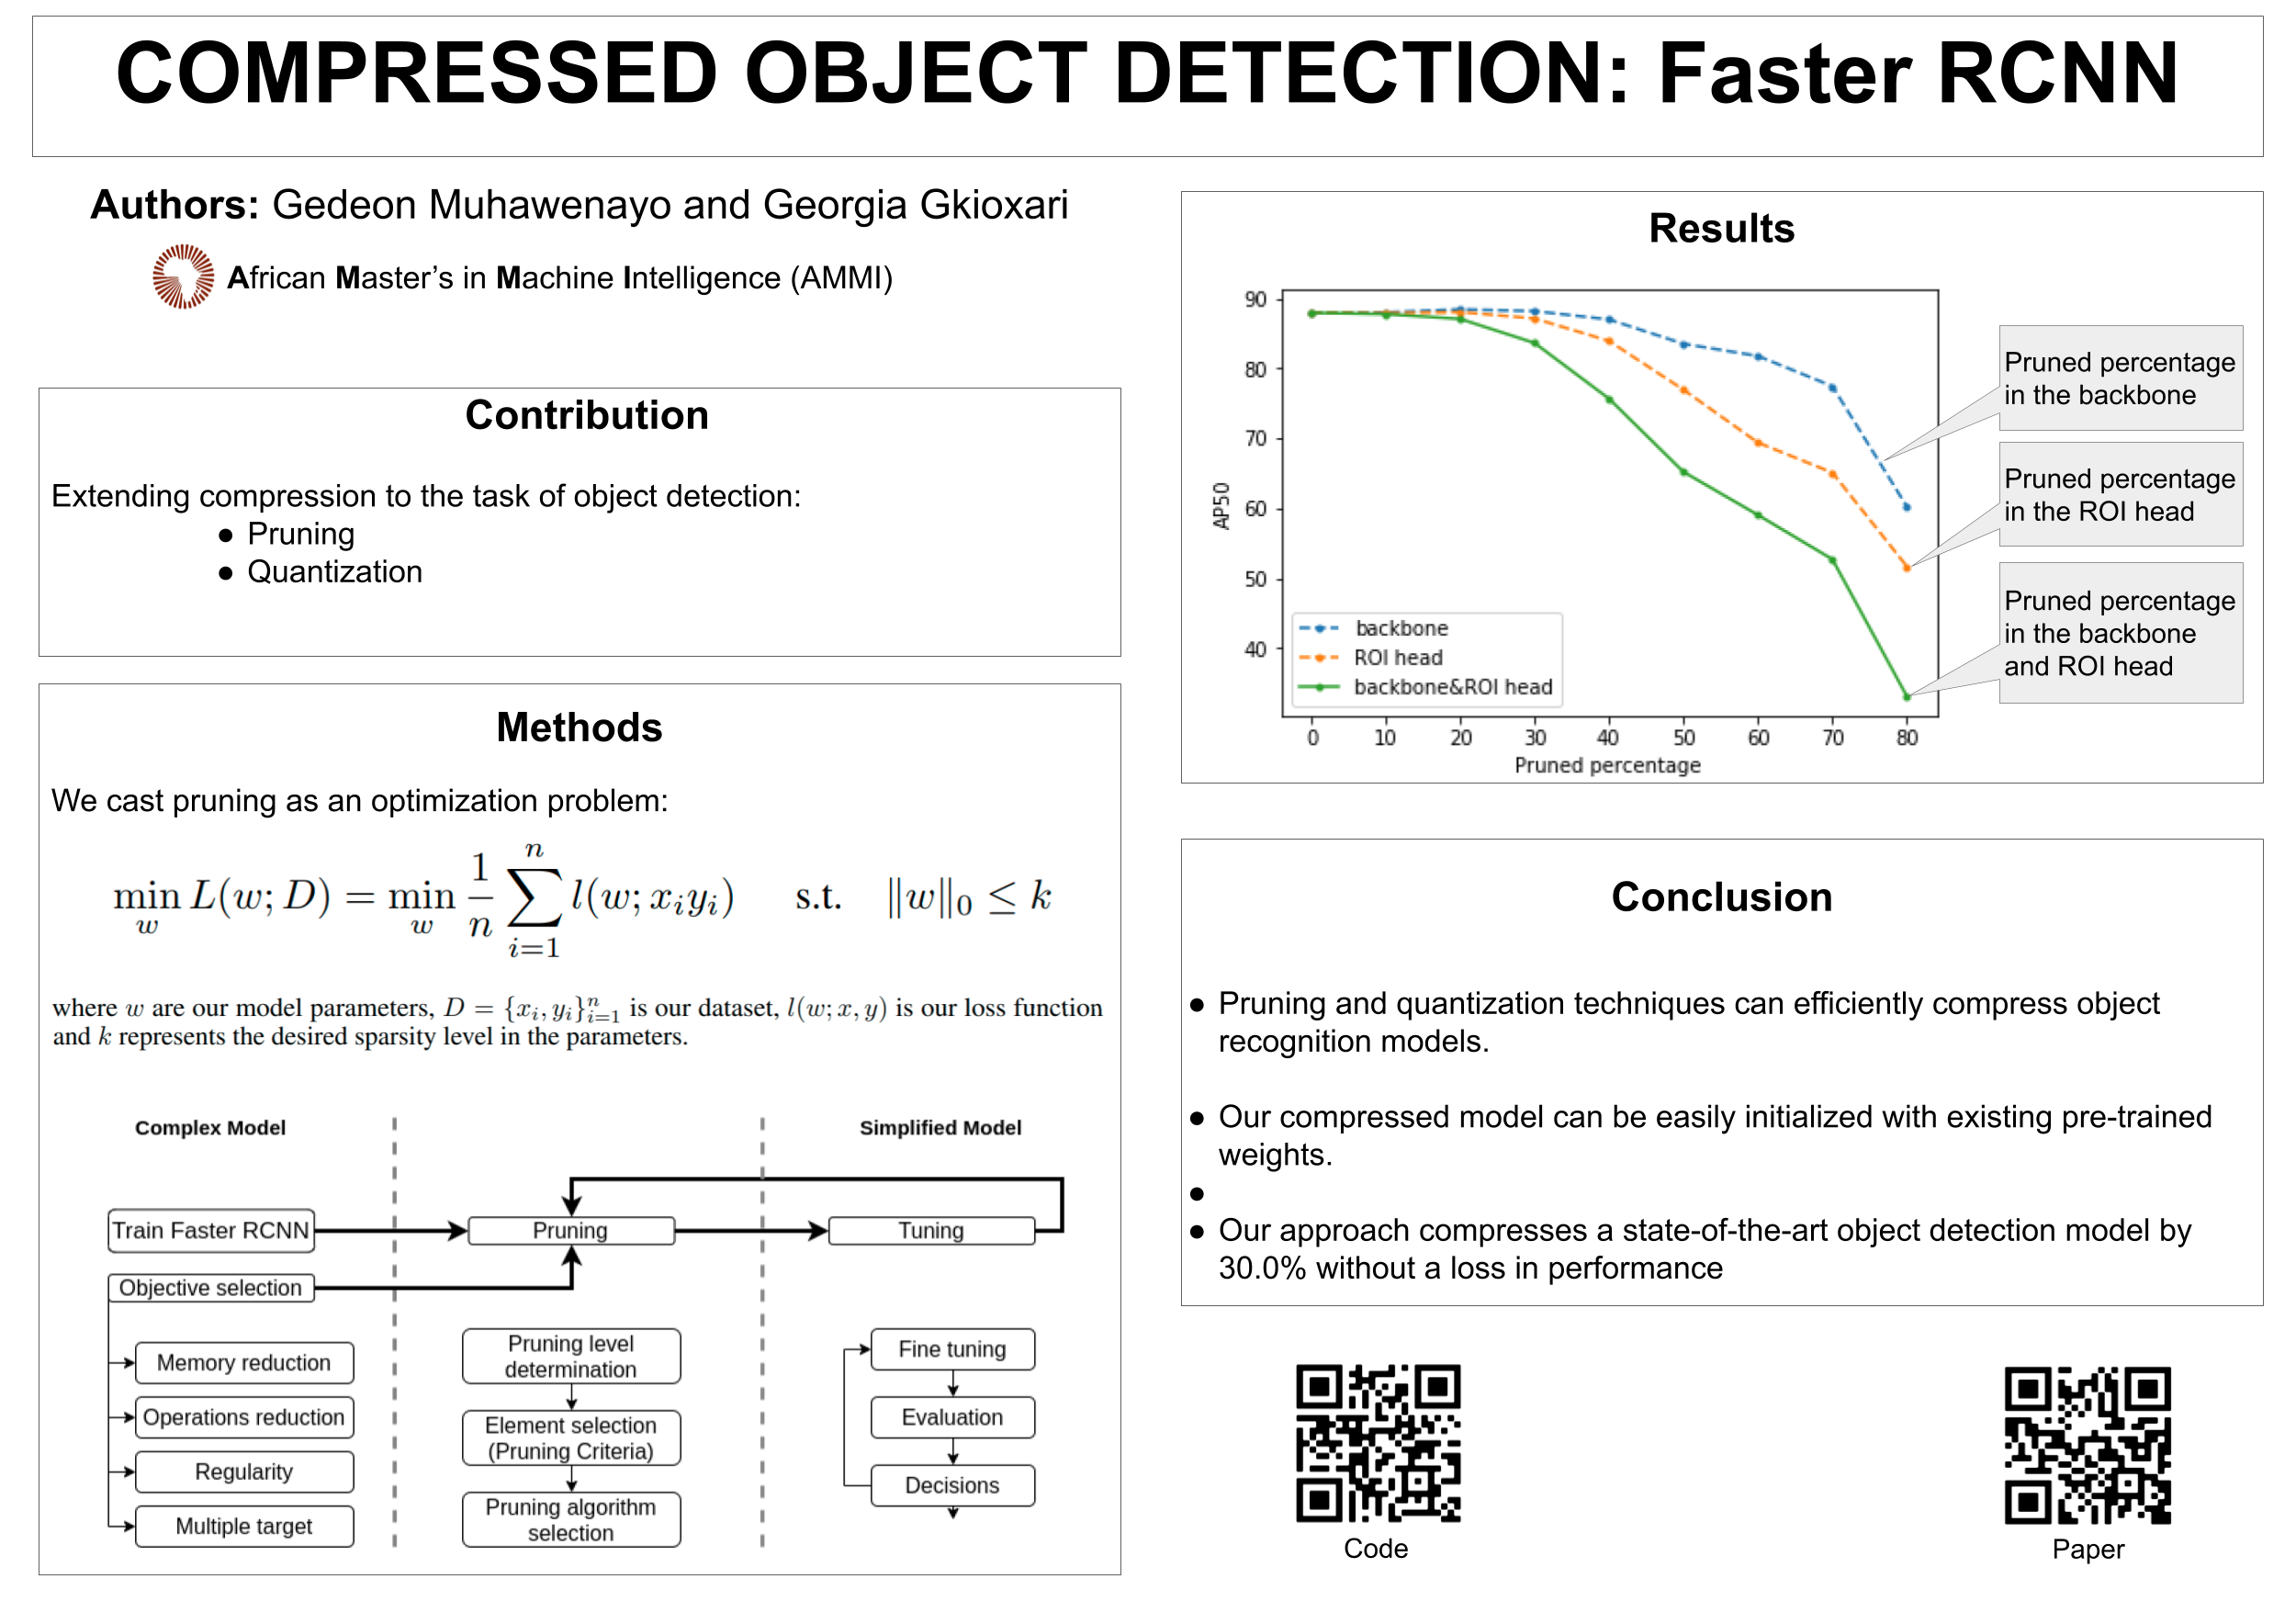 COMPRESSED OBJECT DETECTION: Faster RCNN
Authors: Gedeon Muhawenayo and Georgia Gkioxari
African Master's in Machine Intelligence (AMMI)
Contribution
Extending compression to the task of object detection:
● Pruning
● Quantization
Methods
We cast pruning as an optimization problem:
min_w L(w; D) = min_w 1/n ∑_{i=1}^{n} l(w; x_i y_i) s.t. ‖w‖_0 ≤ k
where w are our model parameters, D = {x_i, y_i}_{i=1}^n is our dataset, l(w; x, y) is our loss function
and k represents the desired sparsity level in the parameters.
Complex Model
Simplified Model
Train Faster RCNN
Pruning
Tuning
Objective selection
Memory reduction
Operations reduction
Regularity
Multiple target
Pruning level
determination
Element selection
(Pruning Criteria)
Pruning algorithm
selection
Fine tuning
Evaluation
Decisions
Results
90
80
70
60
50
40
AP50
backbone
ROI head
backbone&ROI head
0 10 20 30 40 50 60 70 80
Pruned percentage
Pruned percentage
in the backbone
Pruned percentage
in the ROI head
Pruned percentage
in the backbone
and ROI head
Conclusion
● Pruning and quantization techniques can efficiently compress object
recognition models.
● Our compressed model can be easily initialized with existing pre-trained
weights.
●
● Our approach compresses a state-of-the-art object detection model by
30.0% without a loss in performance
Code
Paper